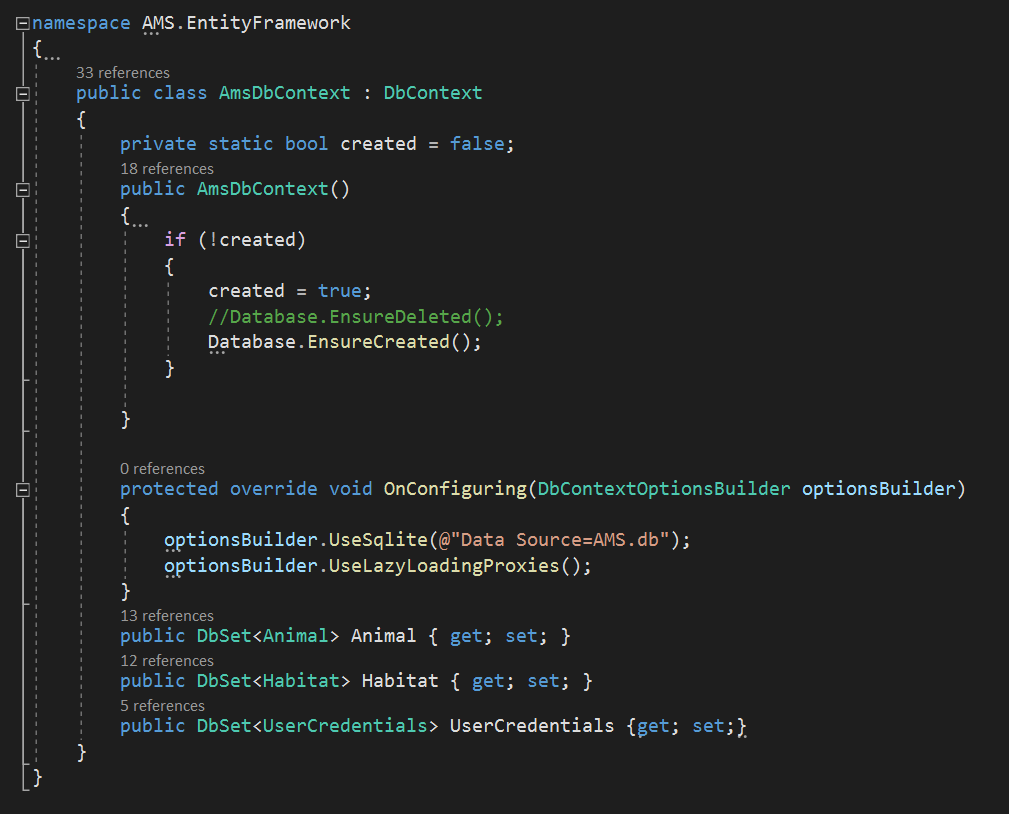 namespace AMS.EntityFramework
{
33 references
public class AmsDbContext : DbContext
{
private static bool created = false;
18 references
public AmsDbContext()
{
if (!created)
{
created = true;
//Database.EnsureDeleted();
Database.EnsureCreated();
}
}
0 references
protected override void OnConfiguring(DbContextOptionsBuilder optionsBuilder)
{
optionsBuilder.UseSqlite(@"Data Source=AMS.db");
optionsBuilder.UseLazyLoadingProxies();
}
13 references
public DbSet<Animal> Animal { get; set; }
12 references
public DbSet<Habitat> Habitat { get; set; }
5 references
public DbSet<UserCredentials> UserCredentials {get; set;}
}
}